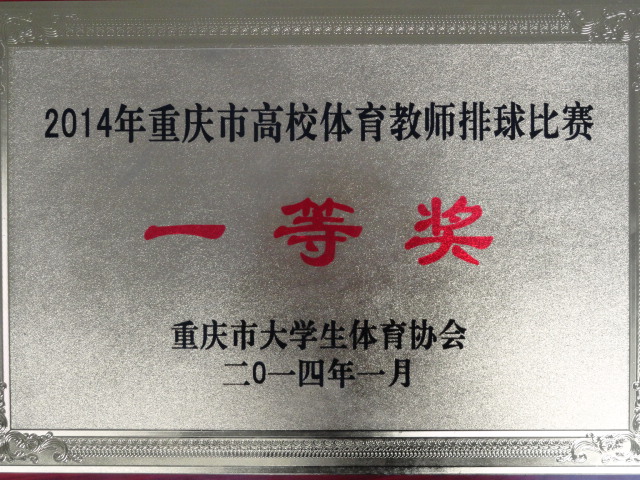 2014年重庆市高校体育教师排球比赛
一等奖
重庆市大学生体育协会
二0一四年一月